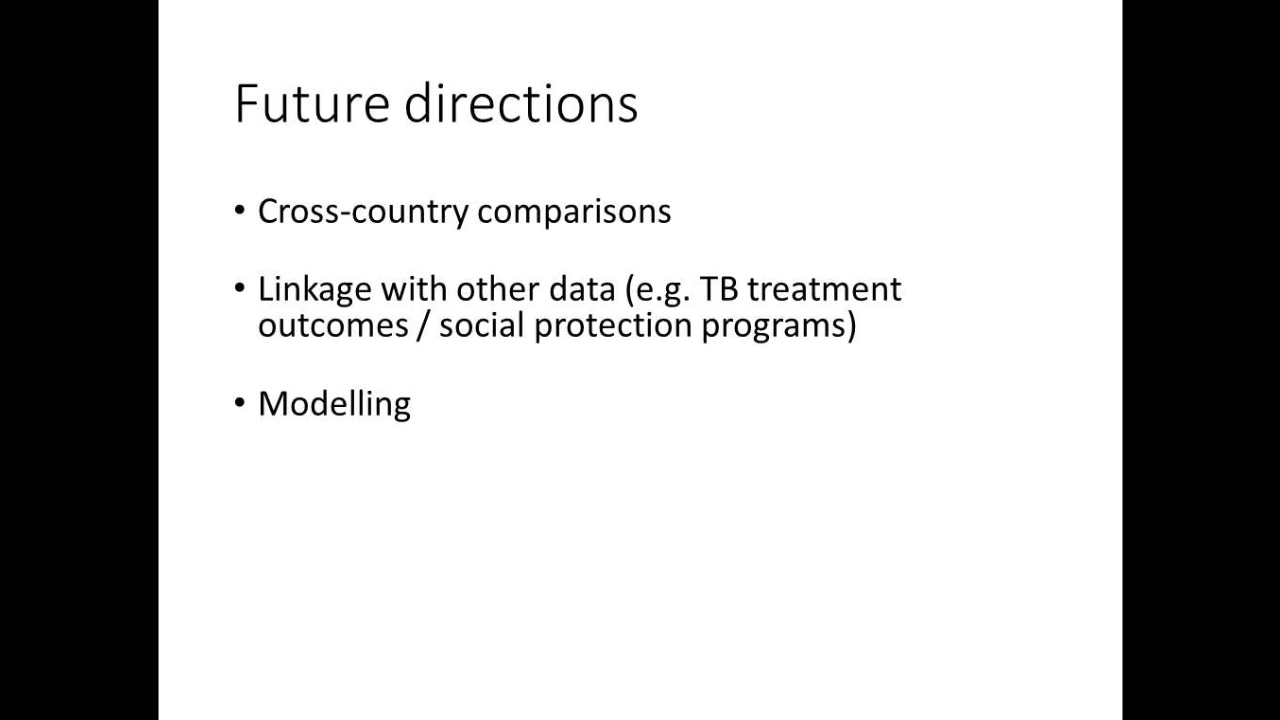 Future directions
• Cross-country comparisons
• Linkage with other data (e.g. TB treatment
outcomes / social protection programs)
• Modelling